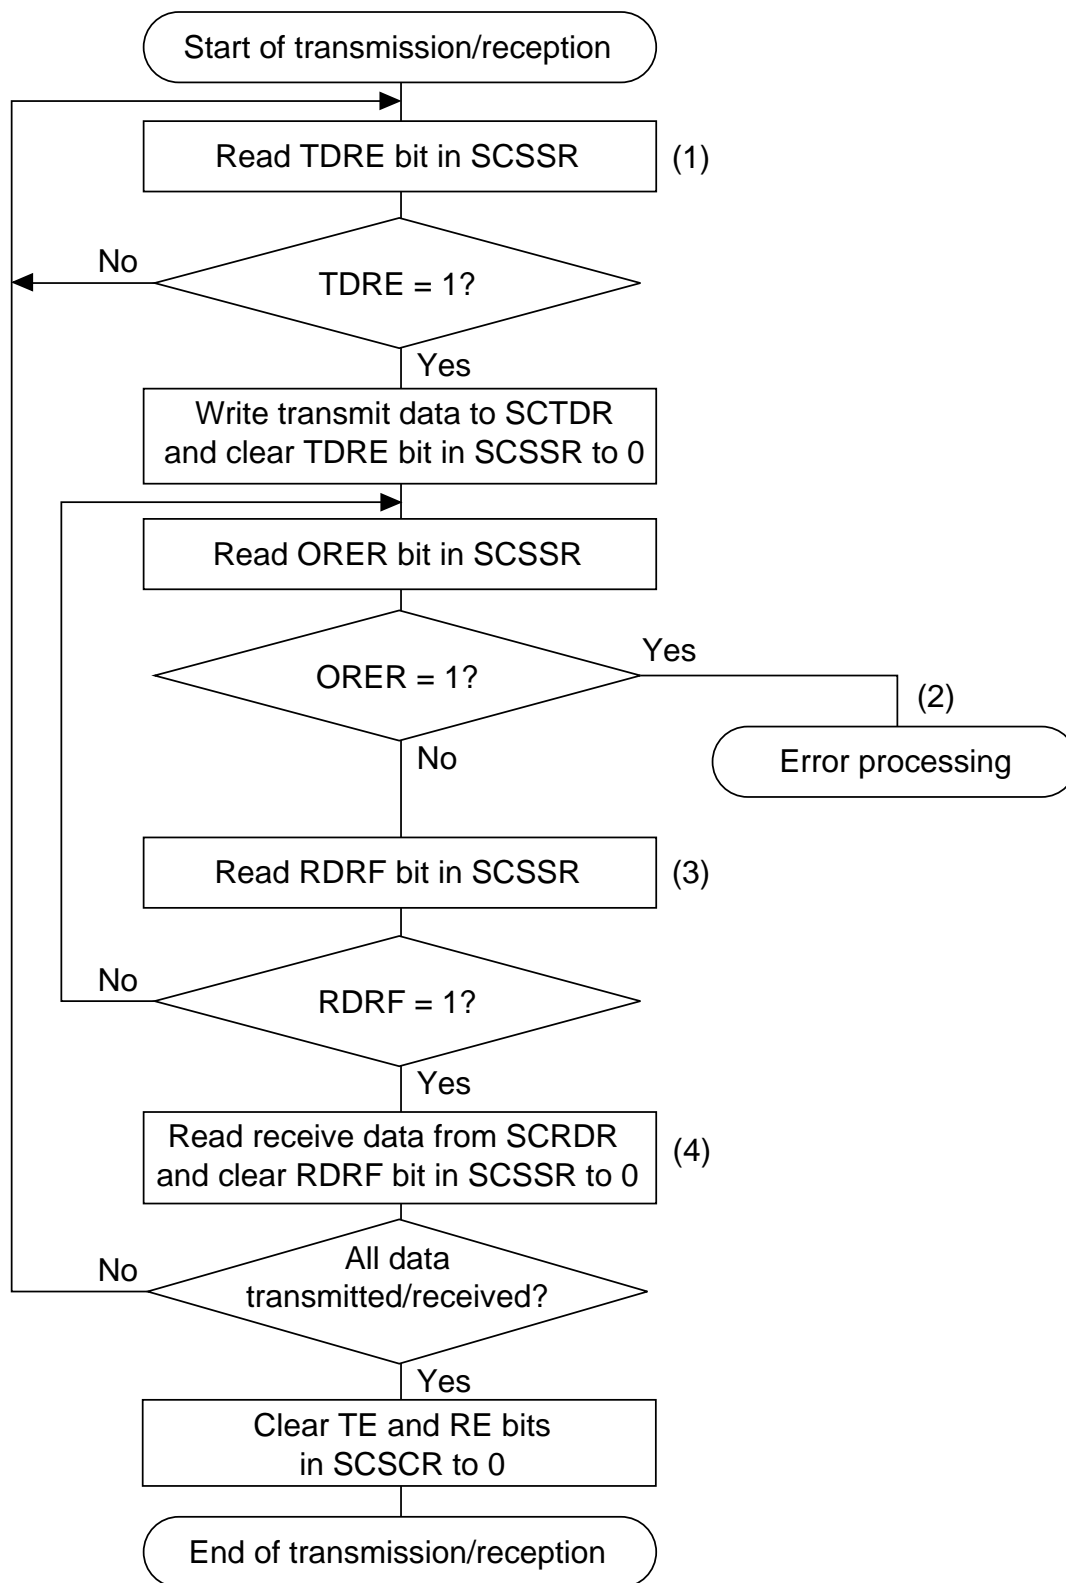 Start of transmission/reception
Read TDRE bit in SCSSR
(1)
No
TDRE = 1?
Yes
Write transmit data to SCTDR
and clear TDRE bit in SCSSR to 0
Read ORER bit in SCSSR
Yes
ORER = 1?
(2)
No
Error processing
Read RDRF bit in SCSSR
(3)
No
RDRF = 1?
Yes
Read receive data from SCRDR
and clear RDRF bit in SCSSR to 0
(4)
All data
No
transmitted/received?
Yes
Clear TE and RE bits
in SCSCR to 0
End of transmission/reception